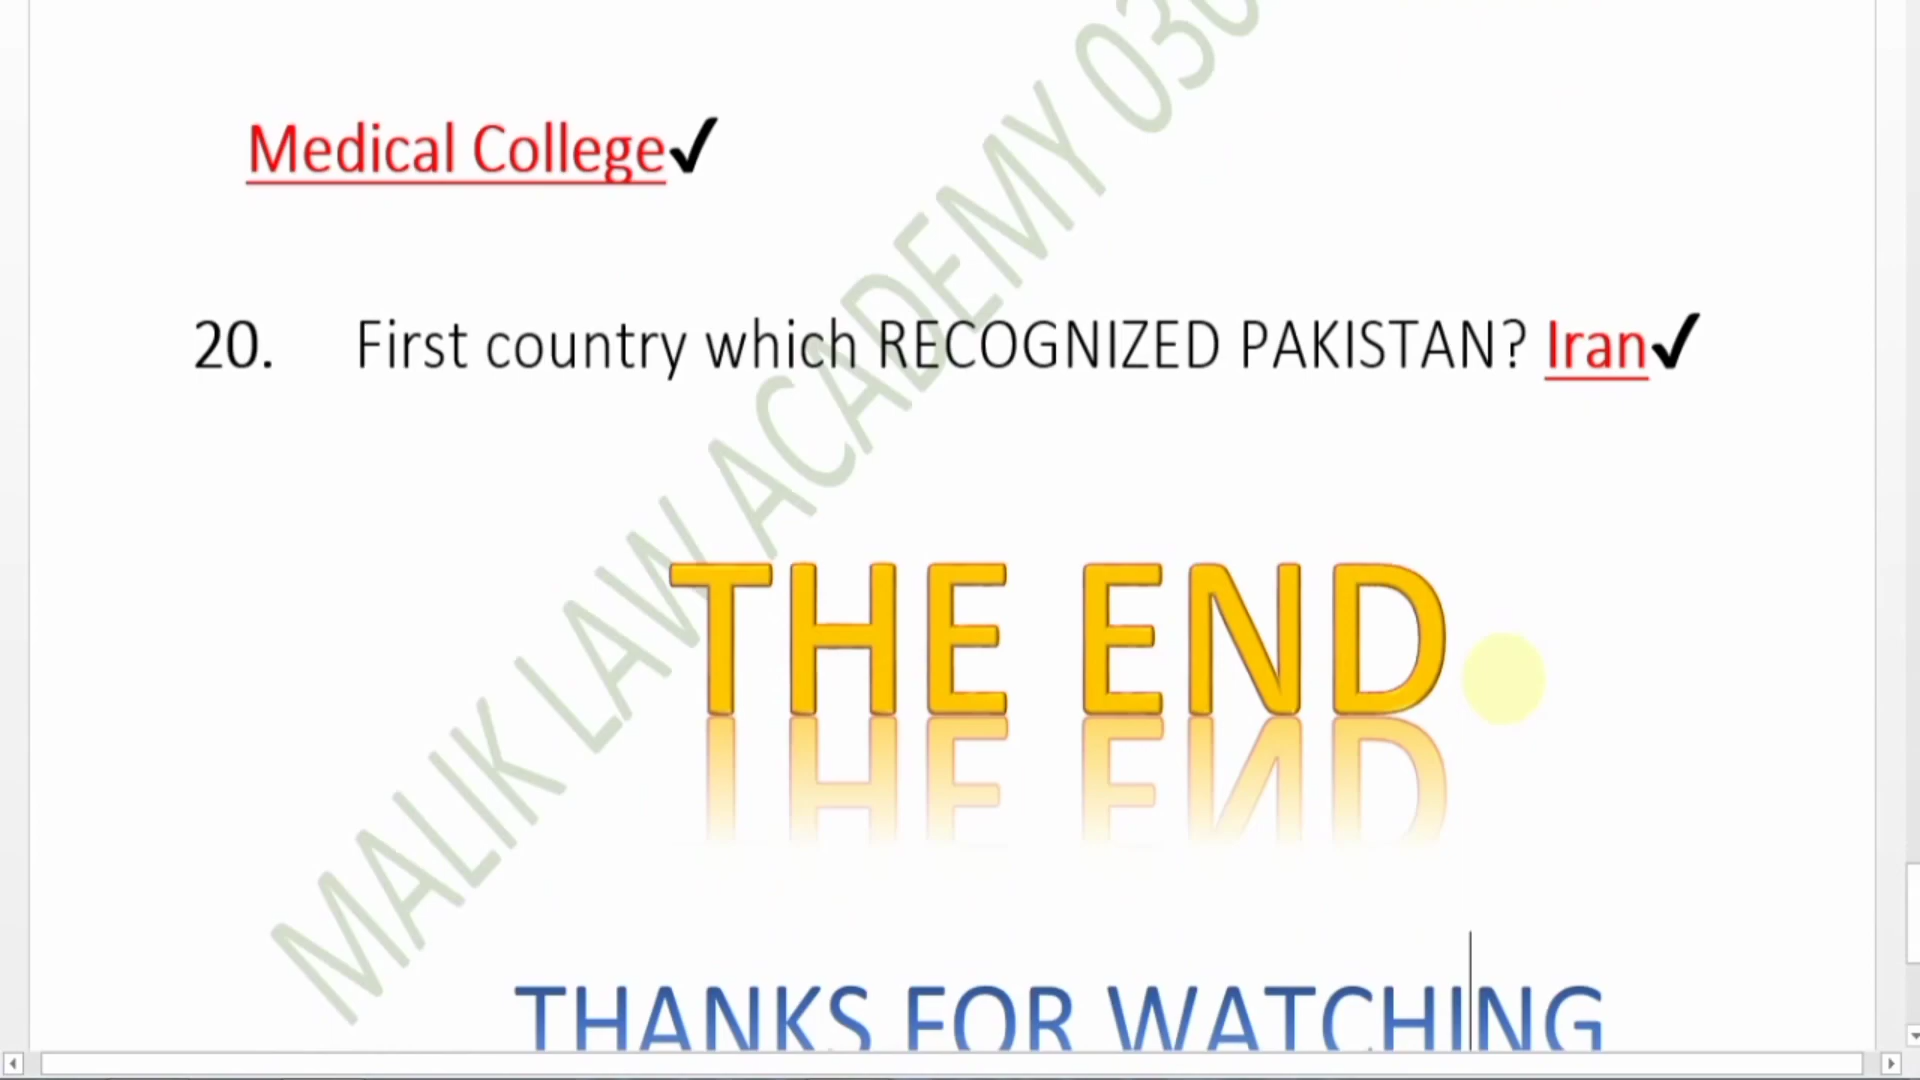 Medical College✔
20. First country which RECOGNIZED PAKISTAN? Iran✔
THE END
THANKS FOR WATCHING
MALIK LAW ACADEMY 030